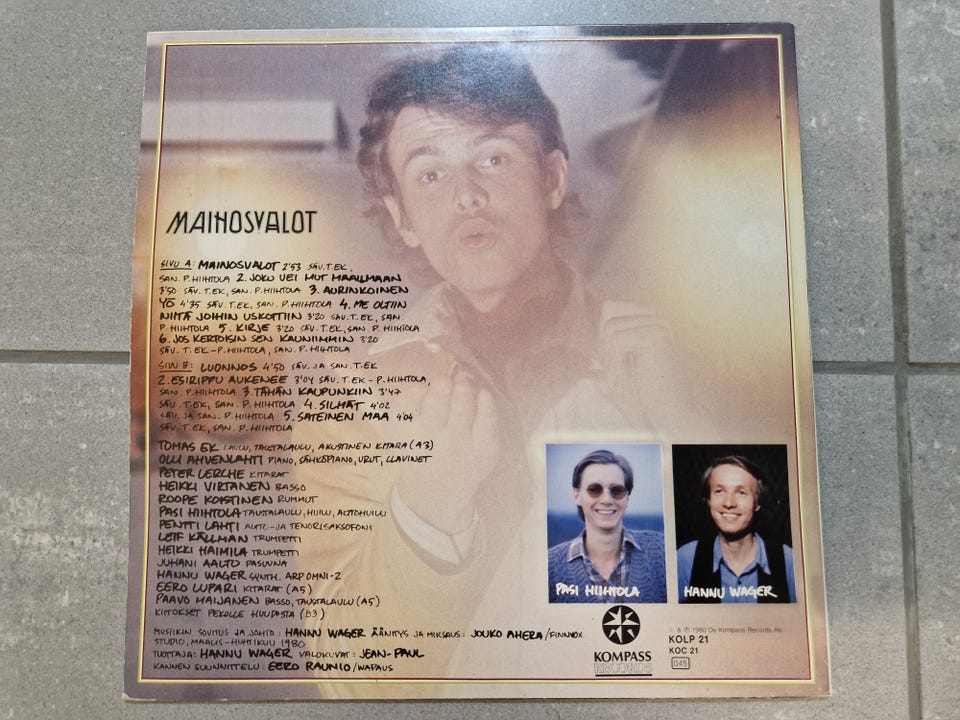 MAINOSVALOT
SIVU A: MAINOSVALOT 2'53 SÄV. T. EK,
SAN. P. HIIHTOLA 2. JOKU VEI MUT MAAILMAAN
3'50 SÄV. T. EK, SAN. P. HIIHTOLA 3. AURINKOINEN
YÖ 4'35 SÄV. T. EK, SAN. P. HIIHTOLA 4. ME OLTIIN
NIITÄ JOIHIN USKOTTIIN 3'20 SÄV. T. EK, SAN.
P. HIIHTOLA 5. KIRJE 3'20 SÄV. T. EK, SAN. P. HIIHTOLA
6. JOS KERTOISIN SEN KAUNIIMMIN 3'20
SÄV. T. EK - P. HIIHTOLA, SAN. P. HIIHTOLA
SIVU B: LUONNOS 4'50 SÄV. JA SAN. T. EK
2. ESIRIPPU AUKENEE 3'04 SÄV. T. EK - P. HIIHTOLA,
SAN. P. HIIHTOLA 3. TÄHÄN KAUPUNKIIN 3'47
SÄV. T. EK, SAN. P. HIIHTOLA 4. SILMÄT 4'02
SÄV. JA SAN. P. HIIHTOLA 5. SATEINEN MAA 4'04
SÄV. T. EK, SAN. P. HIIHTOLA
TOMAS EK LAULU, TAUSTALAULU, AKUSTINEN KITARA (A3)
OLLI AHVENLAHTI PIANO, SÄHKÖPIANO, URUT, CLAVINET
PETER LERCHE KITARAT
HEIKKI VIRTANEN BASSO
ROOPE KOISTINEN RUMMUT
PASI HIIHTOLA TAUSTALAULU, HUILU, ALTTOHUILU
PENTTI LAHTI ALTTO- JA TENORISAKSOFONI
LEIF KÄLLMAN TRUMPETTI
HEIKKI HAIMILA TRUMPETTI
JUHANI AALTO PASUUNA
HANNU WAGER SYNTH. ARP OMNI-2
EERO LUPARI KITARAT (A5)
PAAVO MAIJANEN BASSO, TAUSTALAULU (A5)
KIITOKSET PEKALLE HUUDOSTA (B3)
MUSIIKIN SOVITUS JA JOHTO: HANNU WAGER ÄÄNITYS JA MIKSAUS: JOUKO AHERA/FINNVOX
STUDIO, MAALIS-HUHTIKUU 1980
TUOTTAJA: HANNU WAGER VALOKUVAT: JEAN-PAUL
KANNEN SUUNNITTELU: EERO RAUNIO/WAPAUS
PASI HIIHTOLA
HANNU WAGER
KOMPASS
RECORDS
© & ℗ 1980 Oy Kompass Records Ab
KOLP 21
KOC 21
045